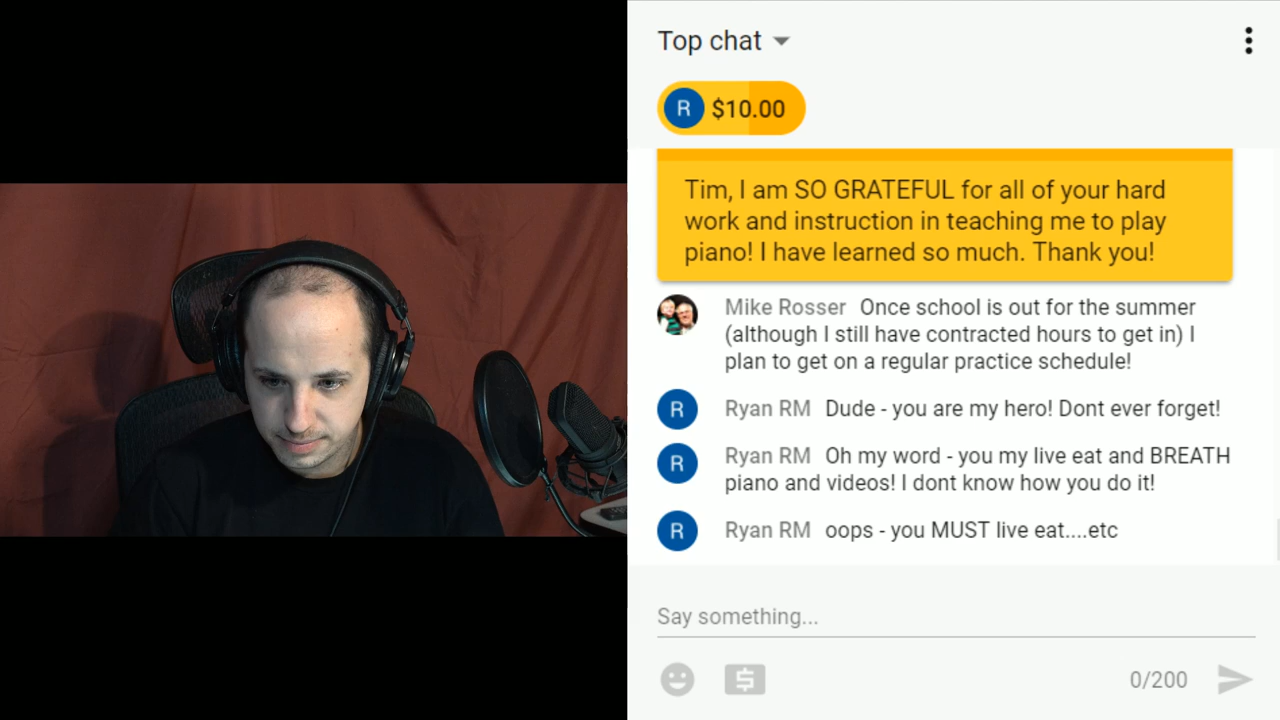 Top chat
R $10.00
Tim, I am SO GRATEFUL for all of your hard
work and instruction in teaching me to play
piano! I have learned so much. Thank you!
Mike Rosser Once school is out for the summer
(although I still have contracted hours to get in) I
plan to get on a regular practice schedule!
R Ryan RM Dude - you are my hero! Dont ever forget!
R Ryan RM Oh my word - you my live eat and BREATH
piano and videos! I dont know how you do it!
R Ryan RM oops - you MUST live eat....etc
Say something...
$ 0/200